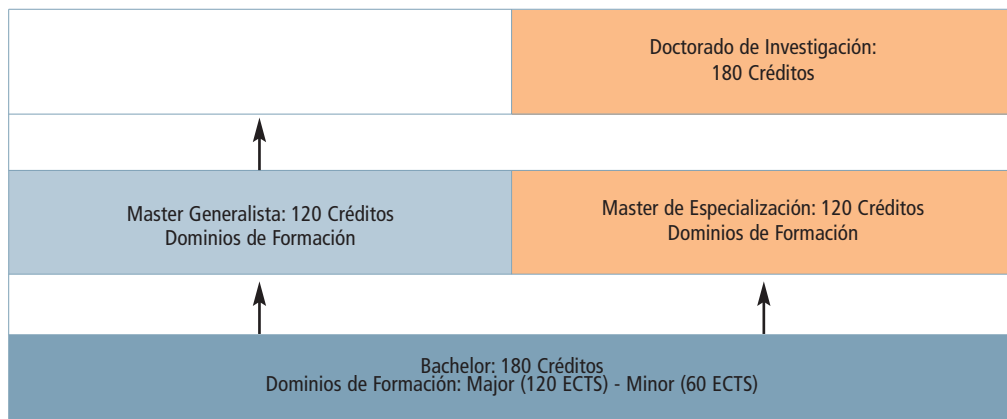 Doctorado de Investigación:
180 Créditos
Master Generalista: 120 Créditos
Dominios de Formación
Master de Especialización: 120 Créditos
Dominios de Formación
Bachelor: 180 Créditos
Dominios de Formación: Major (120 ECTS) - Minor (60 ECTS)